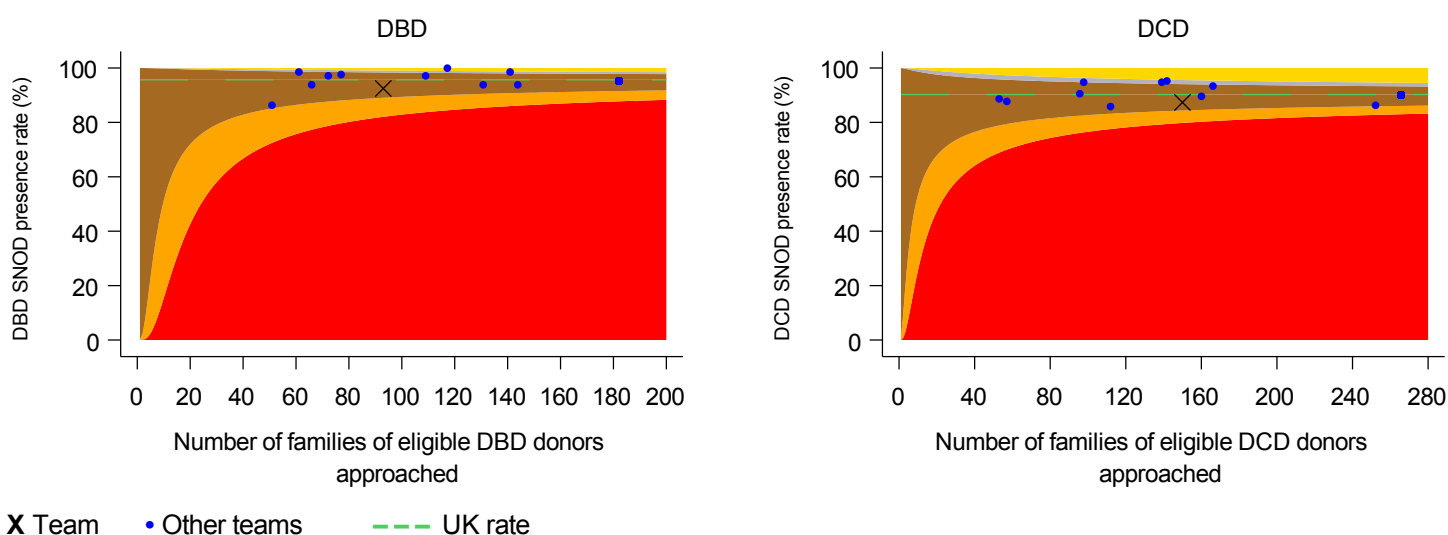 DBD
DBD SNOD presence rate (%)
100
80
60
40
20
0
0 20 40 60 80 100 120 140 160 180 200
Number of families of eligible DBD donors
approached
DCD
DCD SNOD presence rate (%)
100
80
60
40
20
0
0 40 80 120 160 200 240 280
Number of families of eligible DCD donors
approached
X Team Other teams UK rate